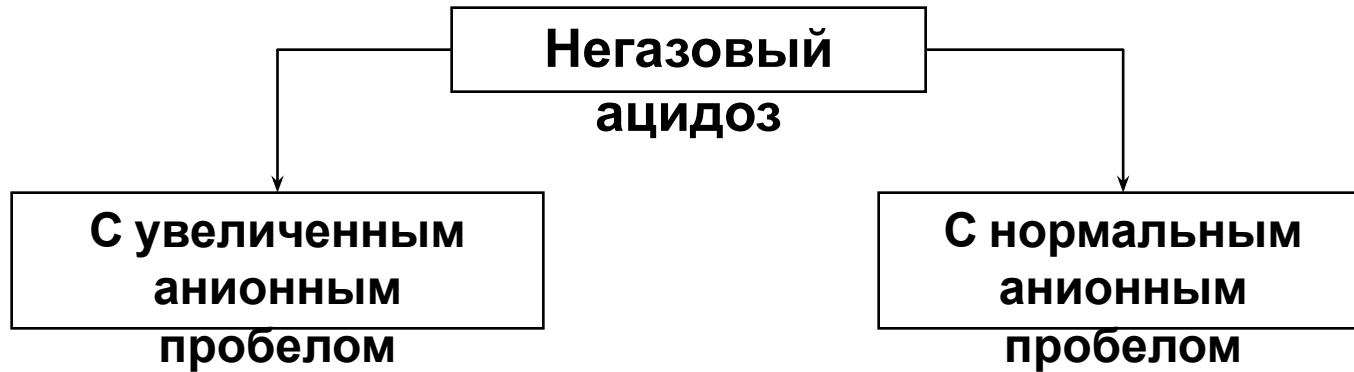 Негазовый
ацидоз
С увеличенным
анионным
пробелом
С нормальным
анионным
пробелом